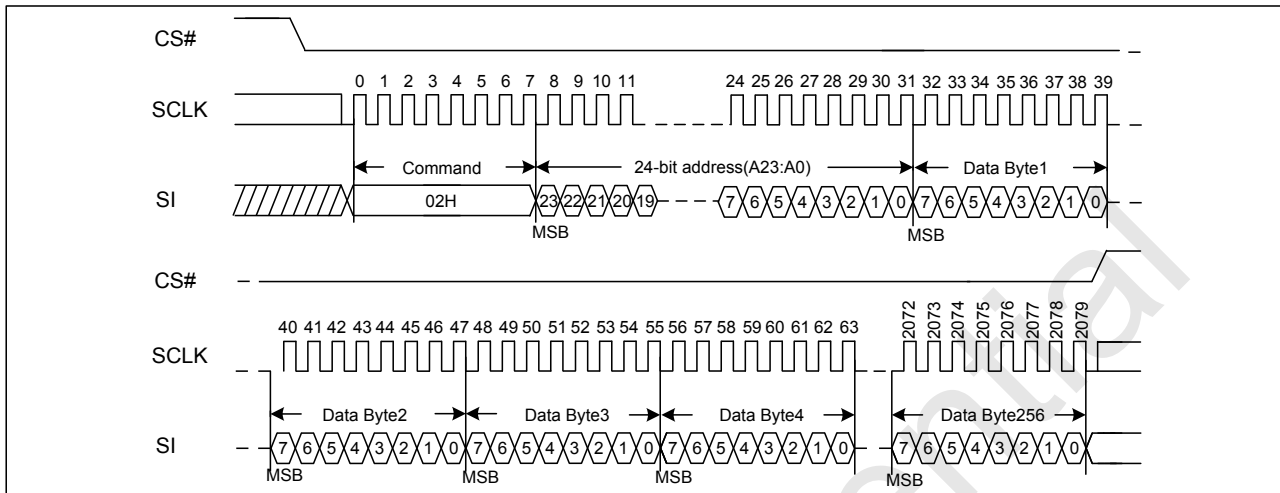 CS#
0 1 2 3 4 5 6 7 8 9 10 11 24 25 26 27 28 29 30 31 32 33 34 35 36 37 38 39
SCLK
Command 24-bit address(A23:A0) Data Byte1
SI 02H 23 22 21 20 19 7 6 5 4 3 2 1 0 7 6 5 4 3 2 1 0
MSB MSB
CS#
40 41 42 43 44 45 46 47 48 49 50 51 52 53 54 55 56 57 58 59 60 61 62 63 2072 2073 2074 2075 2076 2077 2078 2079
SCLK
Data Byte2 Data Byte3 Data Byte4 Data Byte256
SI 7 6 5 4 3 2 1 0 7 6 5 4 3 2 1 0 7 6 5 4 3 2 1 0 7 6 5 4 3 2 1 0
MSB MSB MSB MSB
ential